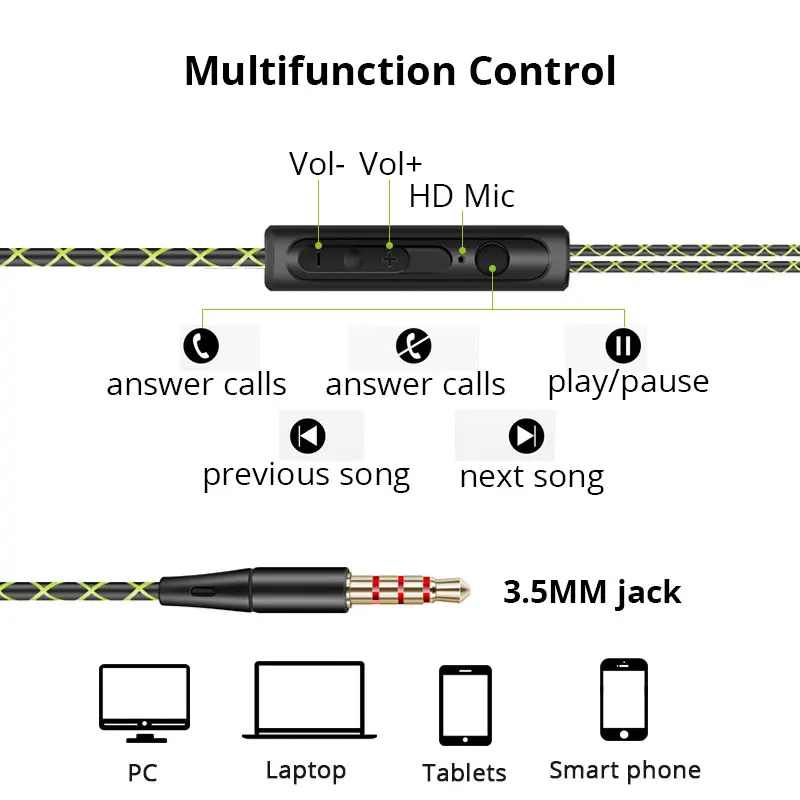 Multifunction Control
Vol- Vol+
HD Mic
answer calls answer calls play/pause
previous song next song
3.5MM jack
PC Laptop Tablets Smart phone